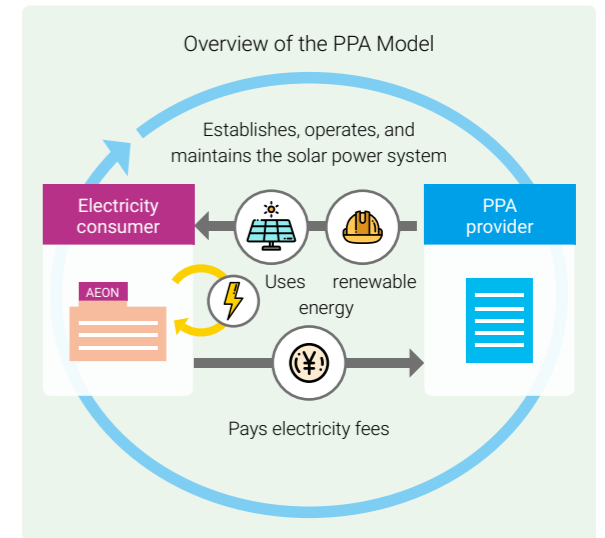 Overview of the PPA Model
Establishes, operates, and
maintains the solar power system
Electricity
consumer
PPA
provider
AEON
Uses renewable
energy
¥
Pays electricity fees